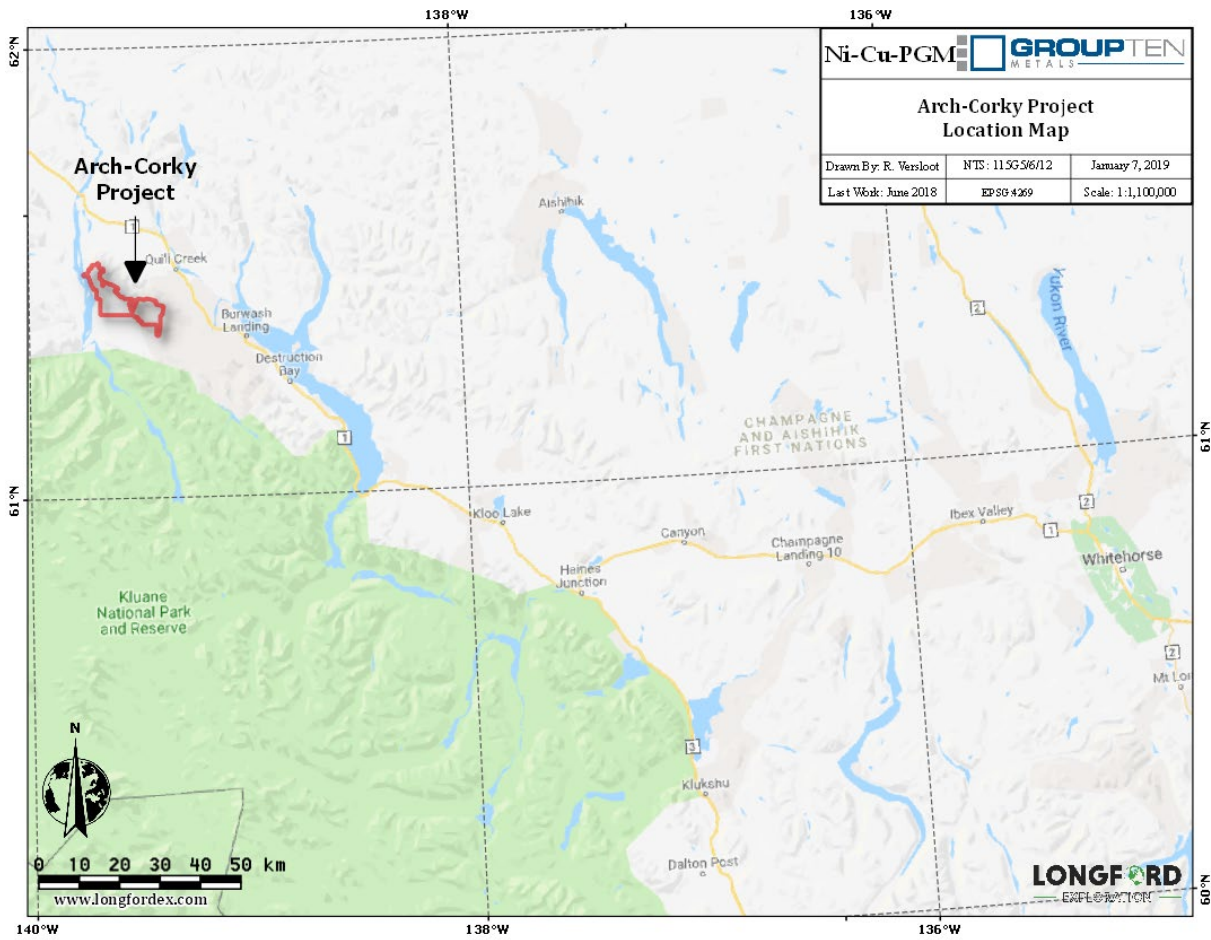 138°W
136°W
62°N
Ni-Cu-PGM
GROUP TEN
METALS
Arch-Corky Project
Location Map
Drawn By: R. Versloot
NTS: 115G5/6/12
January 7, 2019
Last Work: June 2018
EPSG:4269
Scale: 1:1,100,000
Arch-Corky
Project
1
Quill Creek
Aishihik
Burwash
Landing
Destruction
Bay
2
Yukon River
1
CHAMPAGNE
AND AISHIHIK
FIRST NATIONS
61°N
61°N
Kloo Lake
Canyon
Champagne
Landing 10
Ibex Valley
2
1
Whitehorse
Haines
Junction
Kluane
National Park
and Reserve
2
Mt Lor
3
Klukshu
Dalton Post
N
0 10 20 30 40 50 km
www.longfordex.com
LONGFORD
EXPLORATION
60°N
140°W
138°W
136°W